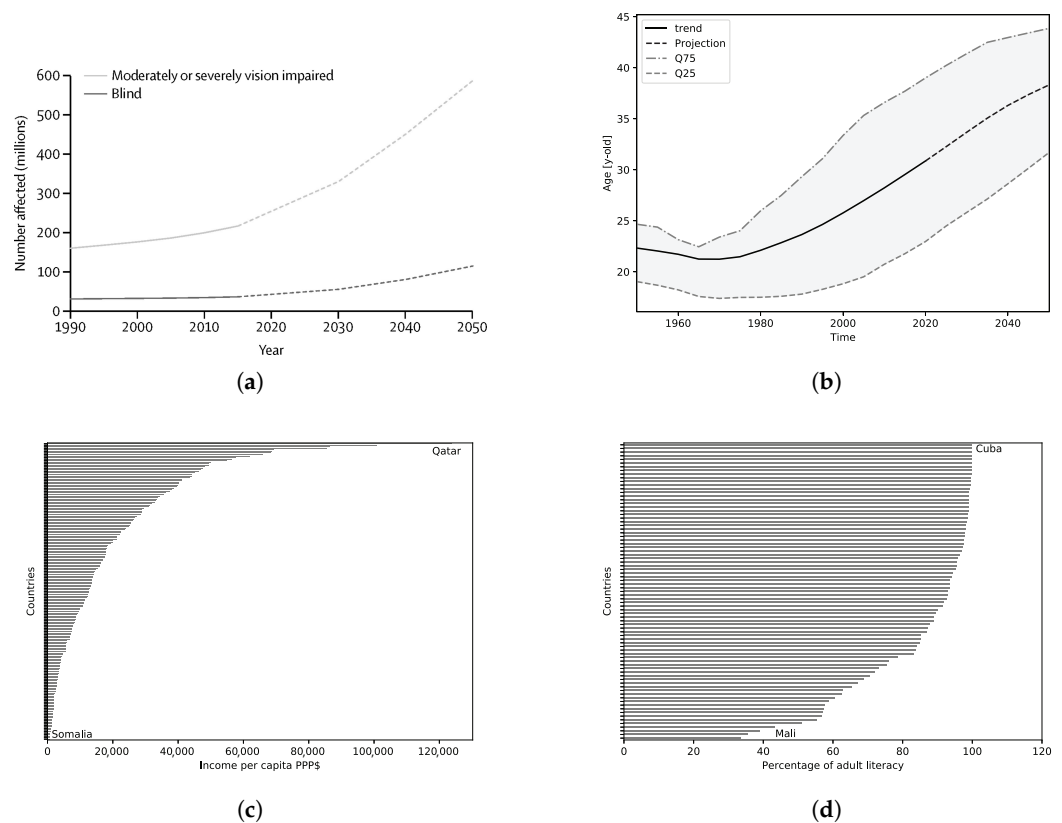 Moderately or severely vision impaired
Blind
600
500
400
300
200
100
0
Number affected (millions)
1990 2000 2010 2020 2030 2040 2050
Year
(a)
trend
Projection
Q75
Q25
45
40
35
30
25
20
Age [y-old]
1960 1980 2000 2020 2040
Time
(b)
Qatar
Countries
Somalia
0 20,000 40,000 60,000 80,000 100,000 120,000
Income per capita PPP$
(c)
Cuba
Countries
Mali
0 20 40 60 80 100 120
Percentage of adult literacy
(d)